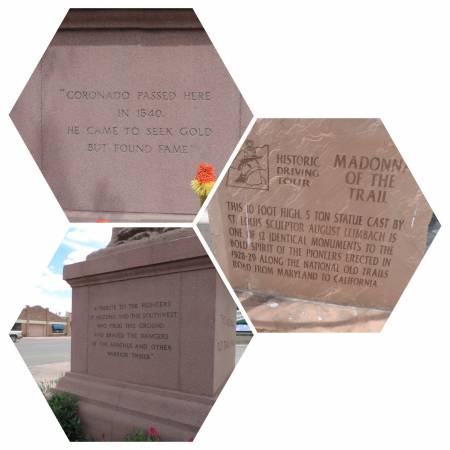 "CORONADO PASSED HERE
IN 1540.
HE CAME TO SEEK GOLD
BUT FOUND FAME"
HISTORIC
DRIVING
TOUR
MADONNA
OF THE
TRAIL
THIS 10 FOOT HIGH, 5 TON STATUE CAST BY
ST. LOUIS SCULPTOR AUGUST LEIMBACH IS
ONE OF 12 IDENTICAL MONUMENTS TO THE
BOLD SPIRIT OF THE PIONEERS ERECTED IN
1928-29 ALONG THE NATIONAL OLD TRAILS
ROAD FROM MARYLAND TO CALIFORNIA
"A TRIBUTE TO THE PIONEERS
OF ARIZONA AND THE SOUTHWEST
WHO TROD THIS GROUND
AND BRAVED THE DANGERS
OF THE APACHES AND OTHER
WARRIOR TRIBES"